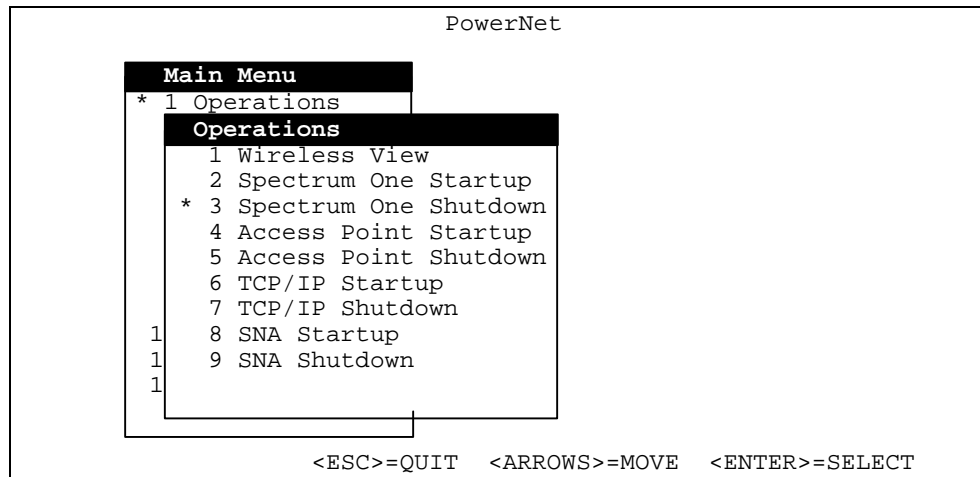 PowerNet
Main Menu
* 1 Operations
Operations
1 Wireless View
2 Spectrum One Startup
* 3 Spectrum One Shutdown
4 Access Point Startup
5 Access Point Shutdown
6 TCP/IP Startup
7 TCP/IP Shutdown
1 8 SNA Startup
1 9 SNA Shutdown
1
<ESC>=QUIT <ARROWS>=MOVE <ENTER>=SELECT